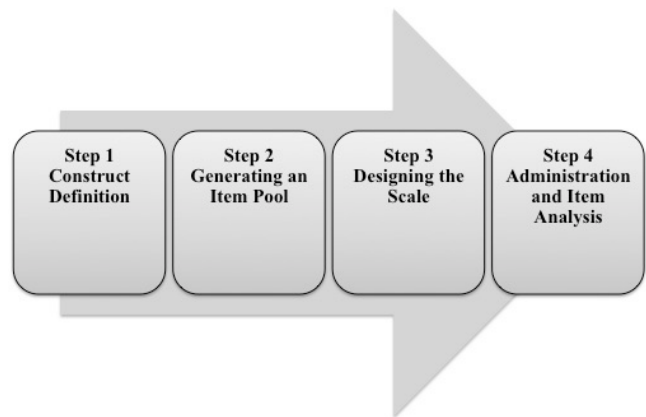 Step 1
Construct
Definition
Step 2
Generating an
Item Pool
Step 3
Designing the
Scale
Step 4
Administration
and Item
Analysis